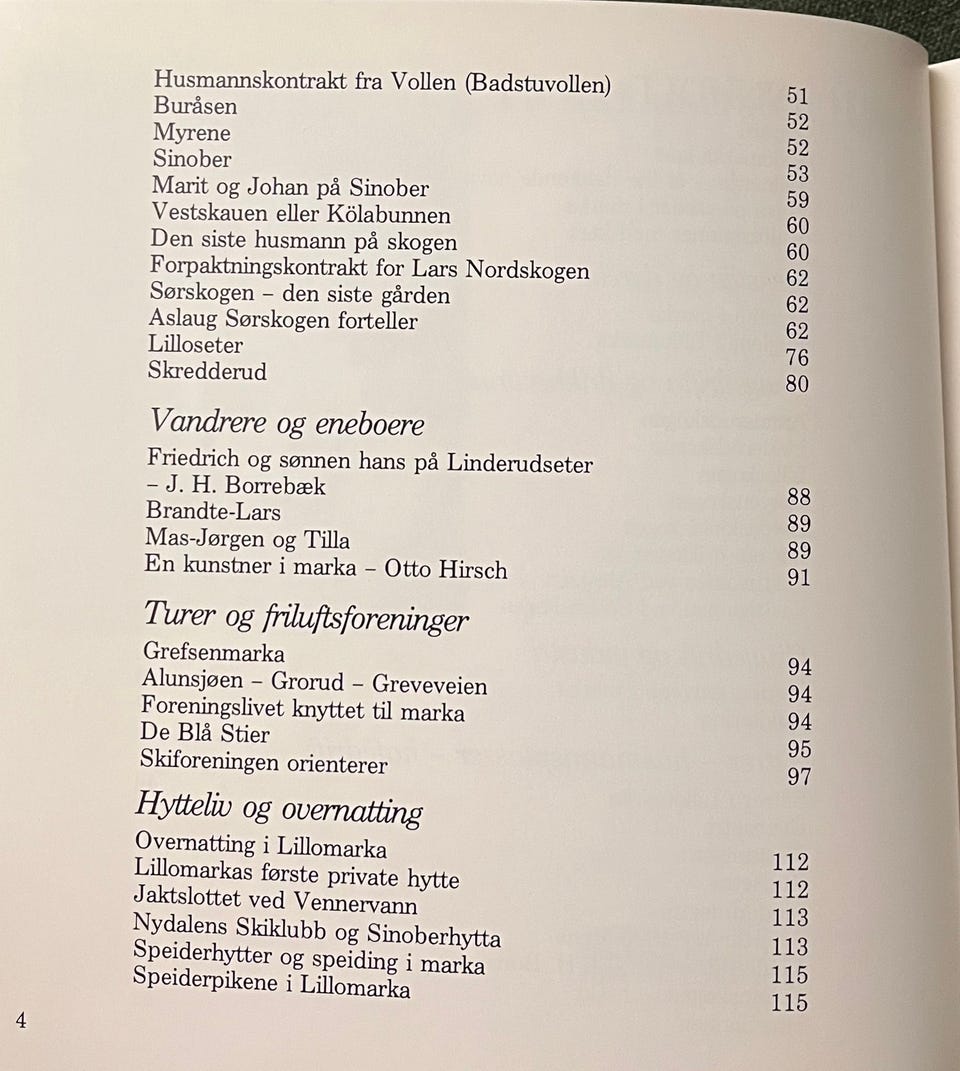 Husmannskontrakt fra Vollen (Badstuvollen) 51
Buråsen 52
Myrene 52
Sinober 53
Marit og Johan på Sinober 59
Vestskauen eller Kölabunnen 60
Den siste husmann på skogen 60
Forpaktningskontrakt for Lars Nordskogen 62
Sørskogen – den siste gården 62
Aslaug Sørskogen forteller 62
Lilloseter 76
Skredderud 80
Vandrere og eneboere
Friedrich og sønnen hans på Linderudseter
– J. H. Borrebæk 88
Brandte-Lars 89
Mas-Jørgen og Tilla 89
En kunstner i marka – Otto Hirsch 91
Turer og friluftsforeninger
Grefsenmarka 94
Alunsjøen – Grorud – Greveveien 94
Foreningslivet knyttet til marka 94
De Blå Stier 95
Skiforeningen orienterer 97
Hytteliv og overnatting
Overnatting i Lillomarka 112
Lillomarkas første private hytte 112
Jaktslottet ved Vennervann 113
Nydalens Skiklubb og Sinoberhytta 113
Speiderhytter og speiding i marka 115
Speiderpikene i Lillomarka 115
4